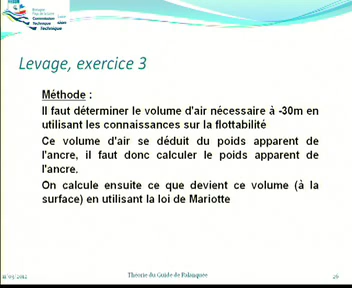 Bretagne
Commission
Technique
Levage, exercice 3
Méthode :
Il faut déterminer le volume d'air nécessaire à -30m en
utilisant les connaissances sur la flottabilité
Ce volume d'air se déduit du poids apparent de
l'ancre, il faut donc calculer le poids apparent de
l'ancre.
On calcule ensuite ce que devient ce volume (à la
surface) en utilisant la loi de Mariotte
Théorie du Guide de Palanquée
26